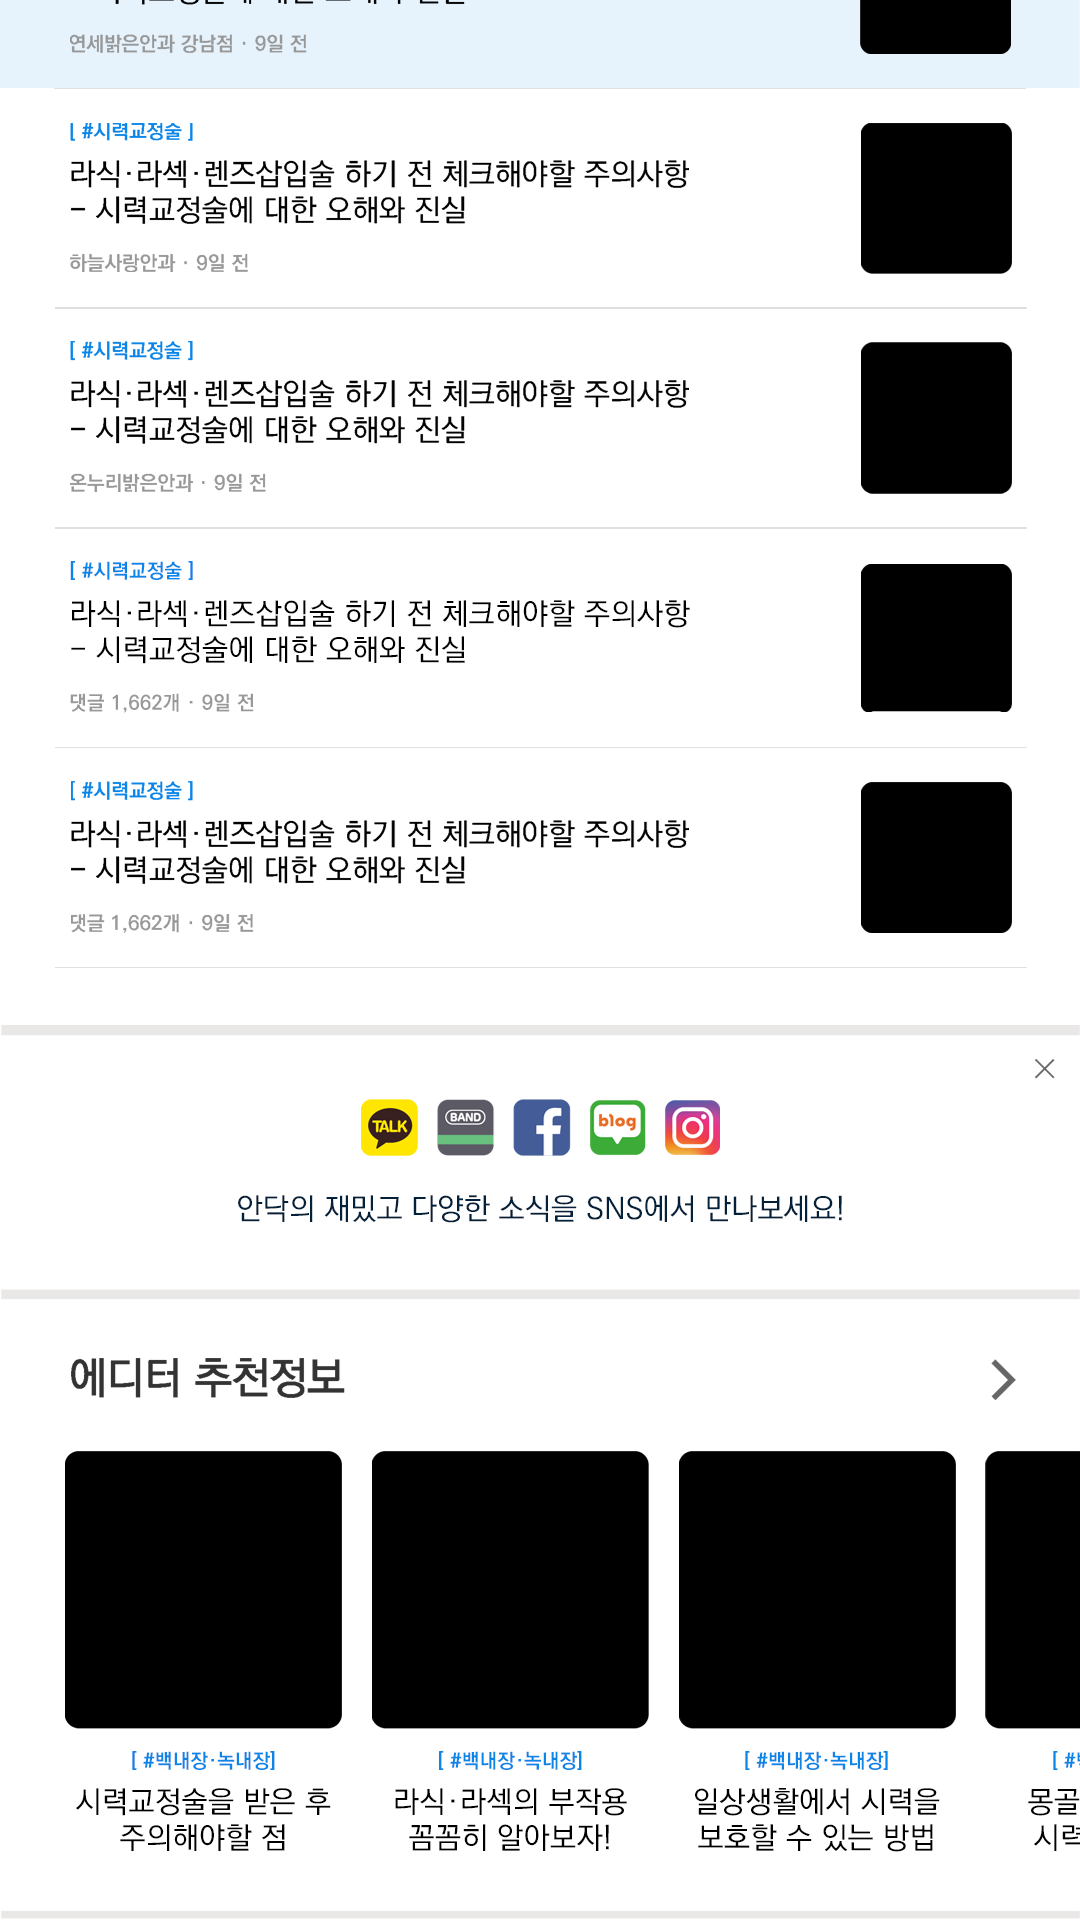 연세밝은안과 강남점 · 9일 전
[ #시력교정술 ]
라식·라섹·렌즈삽입술 하기 전 체크해야할 주의사항
- 시력교정술에 대한 오해와 진실
하늘사랑안과 · 9일 전
[ #시력교정술 ]
라식·라섹·렌즈삽입술 하기 전 체크해야할 주의사항
- 시력교정술에 대한 오해와 진실
온누리밝은안과 · 9일 전
[ #시력교정술 ]
라식·라섹·렌즈삽입술 하기 전 체크해야할 주의사항
- 시력교정술에 대한 오해와 진실
댓글 1,662개 · 9일 전
[ #시력교정술 ]
라식·라섹·렌즈삽입술 하기 전 체크해야할 주의사항
- 시력교정술에 대한 오해와 진실
댓글 1,662개 · 9일 전
TALK
BAND
blog
안닥의 재밌고 다양한 소식을 SNS에서 만나보세요!
에디터 추천정보
[ #백내장·녹내장]
시력교정술을 받은 후
주의해야할 점
[ #백내장·녹내장]
라식·라섹의 부작용
꼼꼼히 알아보자!
[ #백내장·녹내장]
일상생활에서 시력을
보호할 수 있는 방법
몽골
시력